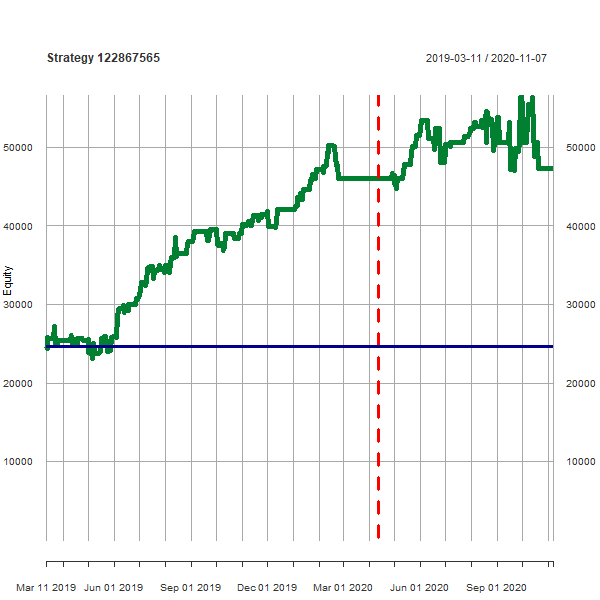 Strategy 122867565
2019-03-11 / 2020-11-07
50000
50000
40000
40000
Equity
30000
30000
20000
20000
10000
10000
Mar 11 2019
Jun 01 2019
Sep 01 2019
Dec 01 2019
Mar 01 2020
Jun 01 2020
Sep 01 2020